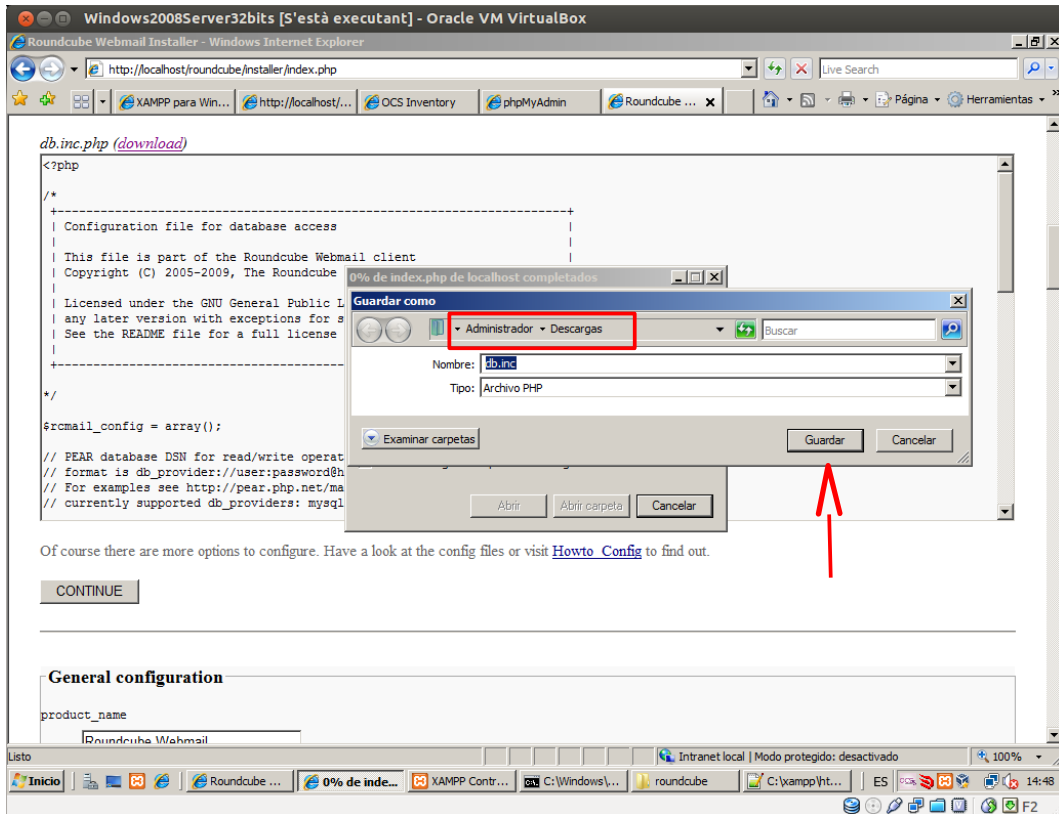 Windows2008Server32bits [S'està executant] - Oracle VM VirtualBox
Roundcube Webmail Installer - Windows Internet Explorer
http://localhost/roundcube/installer/index.php
Live Search
XAMPP para Win...
http://localhost/...
OCS Inventory
phpMyAdmin
Roundcube ...
Página
Herramientas
db.inc.php (download)
<?php
/*
+-----------------------------------------------------------------------+
| Configuration file for database access |
| |
| This file is part of the Roundcube Webmail client |
| Copyright (C) 2005-2009, The Roundcube
|
| Licensed under the GNU General Public L
| any later version with exceptions for s
| See the README file for a full license
|
+-----------------------------------------
*/
$rcmail_config = array();
// PEAR database DSN for read/write operat
// format is db_provider://user:password@h
// For examples see http://pear.php.net/ma
// currently supported db_providers: mysql
0% de index.php de localhost completados
Guardar como
Administrador
Descargas
Buscar
Nombre: db.inc
Tipo: Archivo PHP
Examinar carpetas
Guardar
Cancelar
Abrir
Abrir carpeta
Cancelar
Of course there are more options to configure. Have a look at the config files or visit Howto_Config to find out.
CONTINUE
General configuration
product_name
Roundcube Webmail
Listo
Intranet local | Modo protegido: desactivado
100%
Inicio
Roundcube ...
0% de inde...
XAMPP Contr...
C:\Windows\...
roundcube
C:\xampp\ht...
ES
14:48
F2